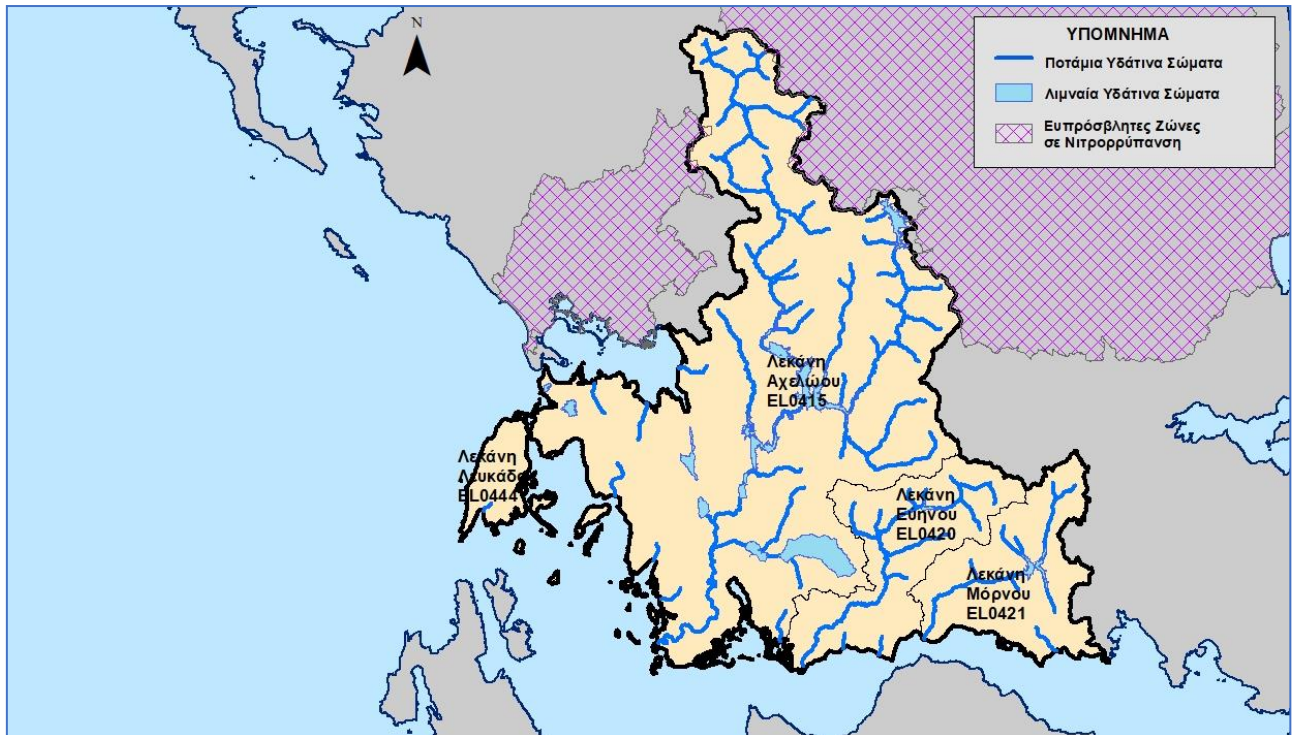 N
ΥΠΟΜΝΗΜΑ
Ποτάμια Υδάτινα Σώματα
Λιμναία Υδάτινα Σώματα
Ευπρόσβλητες Ζώνες
σε Νιτρορρύπανση
Λεκάνη
Αχελώου
EL0415
Λεκάνη
Λευκάδα
EL0444
Λεκάνη
Ευήνου
EL0420
Λεκάνη
Μόρνου
EL0421